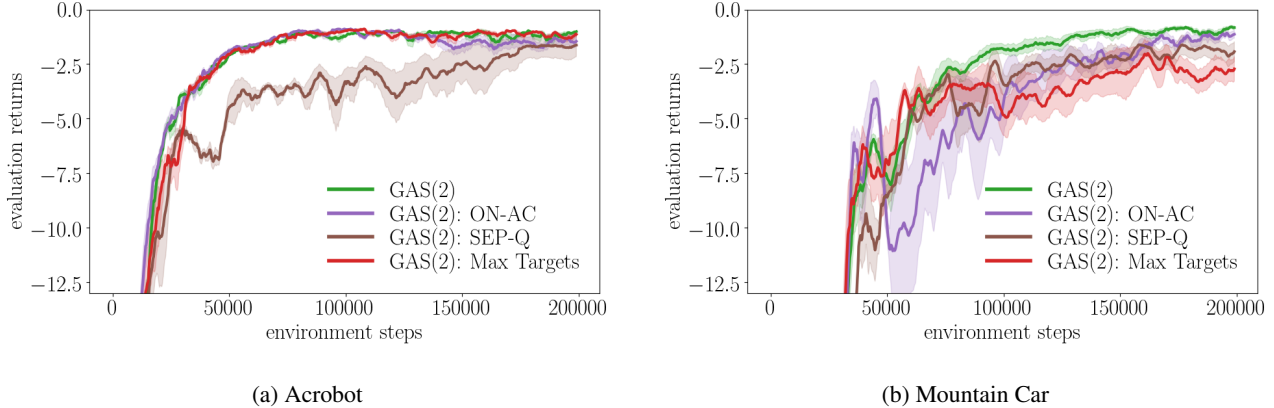 0.0
−2.5
−5.0
−7.5
−10.0
−12.5
evaluation returns
GAS(2)
GAS(2): ON-AC
GAS(2): SEP-Q
GAS(2): Max Targets
0 50000 100000 150000 200000
environment steps
(a) Acrobot
0.0
−2.5
−5.0
−7.5
−10.0
−12.5
evaluation returns
GAS(2)
GAS(2): ON-AC
GAS(2): SEP-Q
GAS(2): Max Targets
0 50000 100000 150000 200000
environment steps
(b) Mountain Car